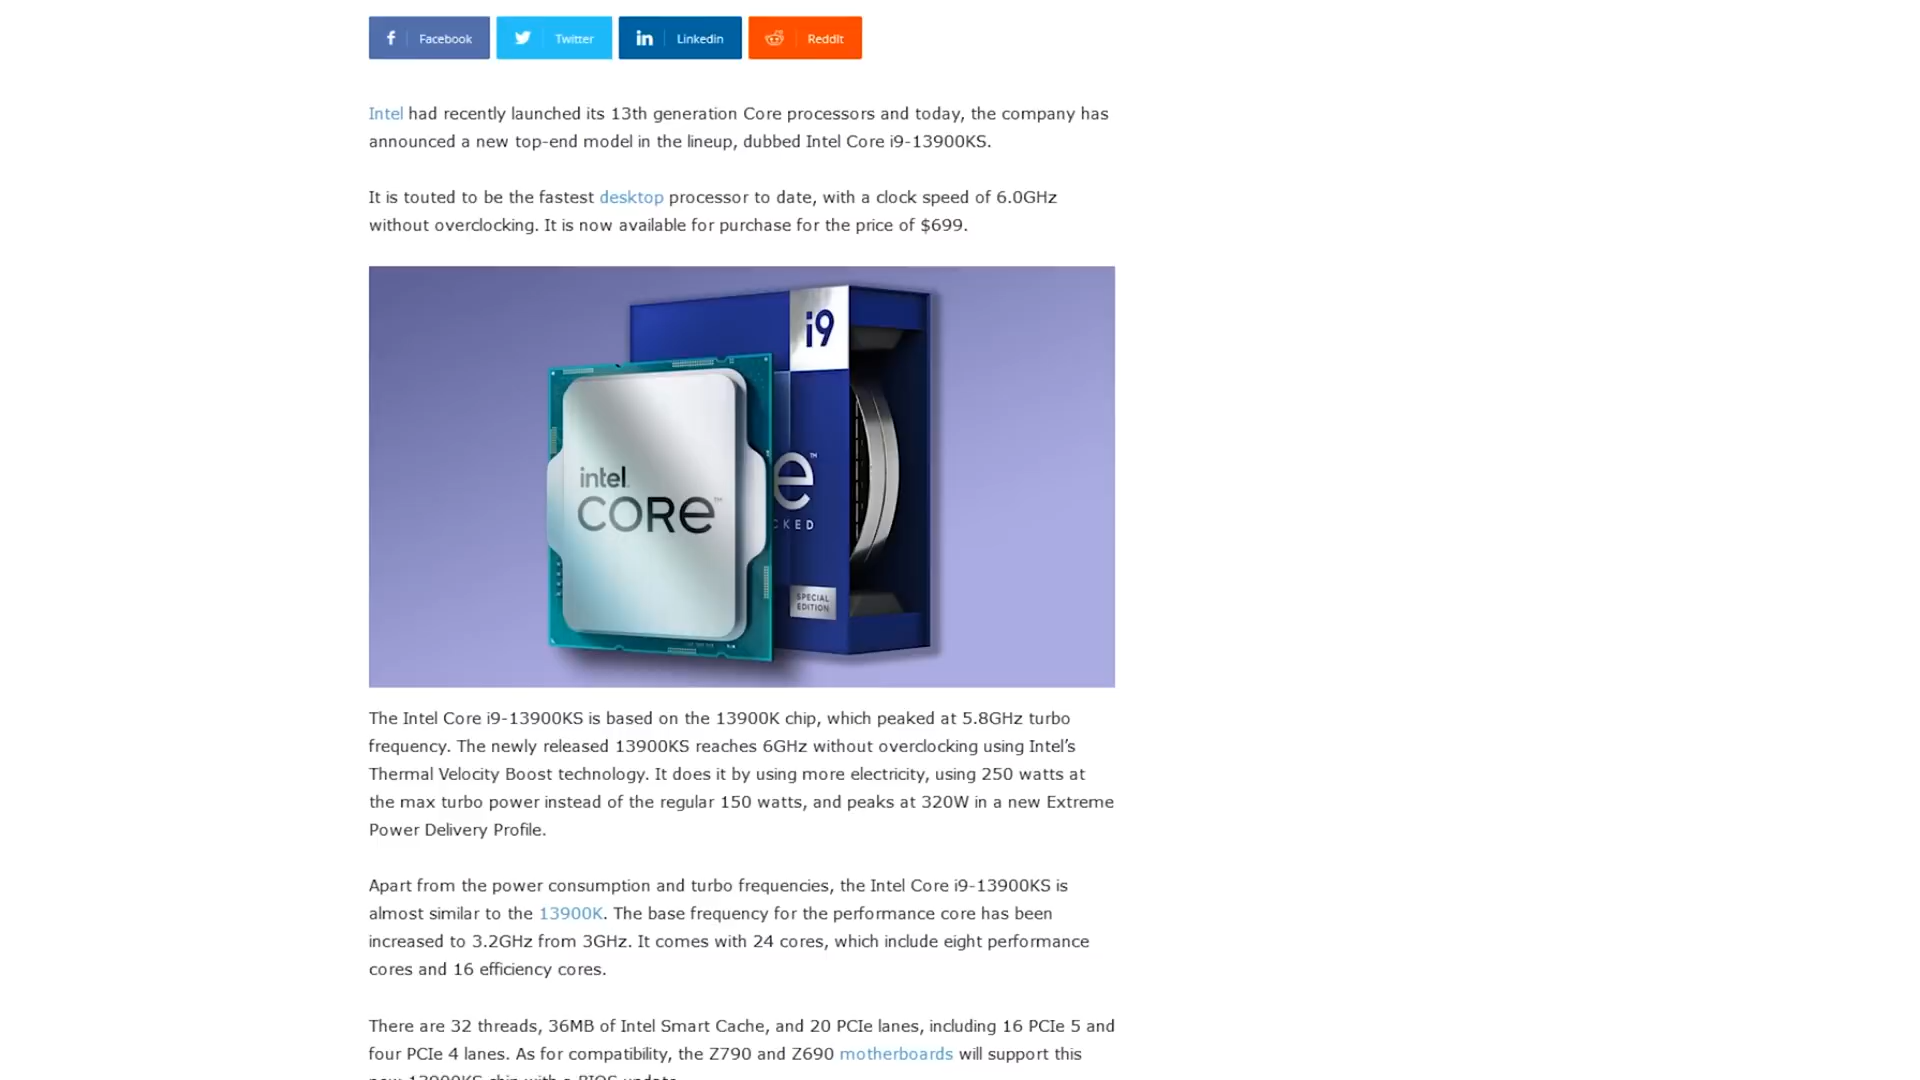 Facebook
Twitter
Linkedin
ReddIt
Intel had recently launched its 13th generation Core processors and today, the company has
announced a new top-end model in the lineup, dubbed Intel Core i9-13900KS.
It is touted to be the fastest desktop processor to date, with a clock speed of 6.0GHz
without overclocking. It is now available for purchase for the price of $699.
i9
intel
CORe™
e™
CKED
SPECIAL
EDITION
The Intel Core i9-13900KS is based on the 13900K chip, which peaked at 5.8GHz turbo
frequency. The newly released 13900KS reaches 6GHz without overclocking using Intel’s
Thermal Velocity Boost technology. It does it by using more electricity, using 250 watts at
the max turbo power instead of the regular 150 watts, and peaks at 320W in a new Extreme
Power Delivery Profile.
Apart from the power consumption and turbo frequencies, the Intel Core i9-13900KS is
almost similar to the 13900K. The base frequency for the performance core has been
increased to 3.2GHz from 3GHz. It comes with 24 cores, which include eight performance
cores and 16 efficiency cores.
There are 32 threads, 36MB of Intel Smart Cache, and 20 PCIe lanes, including 16 PCIe 5 and
four PCIe 4 lanes. As for compatibility, the Z790 and Z690 motherboards will support this
new 13900KS chip with a BIOS update.